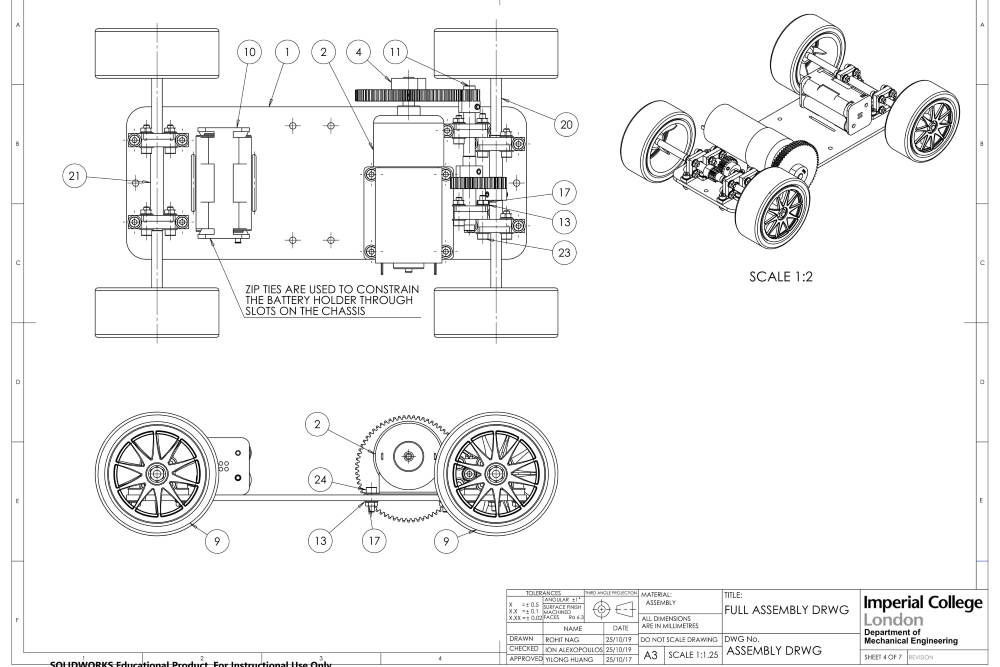 A
A
10
1
2
4
11
20
B
B
21
17
13
23
C
C
ZIP TIES ARE USED TO CONSTRAIN
THE BATTERY HOLDER THROUGH
SLOTS ON THE CHASSIS
SCALE 1:2
D
D
2
24
E
E
9
13
17
9
F
TOLERANCES
X =± 0.5
X.X =± 0.1
X.XX =± 0.02
ANGULAR ±1°
SURFACE FINISH
MACHINED
FACES Ra 6.3
THIRD ANGLE PROJECTION
MATERIAL:
ASSEMBLY
ALL DIMENSIONS
ARE IN MILLIMETRES
TITLE:
FULL ASSEMBLY DRWG
Imperial College
London
Department of
Mechanical Engineering
NAME DATE
DRAWN ROHIT NAG 25/10/19
CHECKED ION ALEXOPOULOS 25/10/19
APPROVED YILONG HUANG 25/10/17
DO NOT SCALE DRAWING
A3 SCALE 1:1.25
DWG No.
ASSEMBLY DRWG
SHEET 4 OF 7 REVISION
1 2 3 4
SOLIDWORKS Educational Product. For Instructional Use Only.